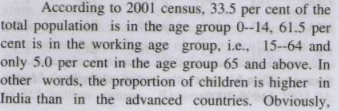 According to 2001 census, 33.5 per cent of the
total population is in the age group 0--14, 61.5 per
cent is in the working age group, i.e., 15--64 and
only 5.0 per cent in the age group 65 and above. In
other words, the proportion of children is higher in
India than in the advanced countries. Obviously,